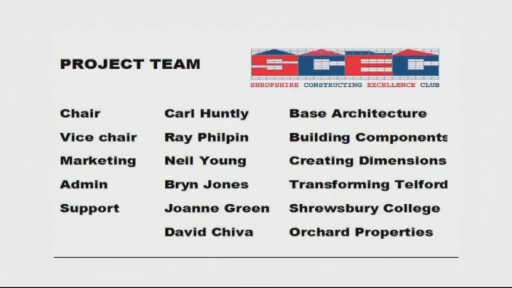 PROJECT TEAM
SCEC
SHROPSHIRE CONSTRUCTING EXCELLENCE CLUB
Chair Carl Huntly Base Architecture
Vice chair Ray Philpin Building Components
Marketing Neil Young Creating Dimensions
Admin Bryn Jones Transforming Telford
Support Joanne Green Shrewsbury College
David Chiva Orchard Properties